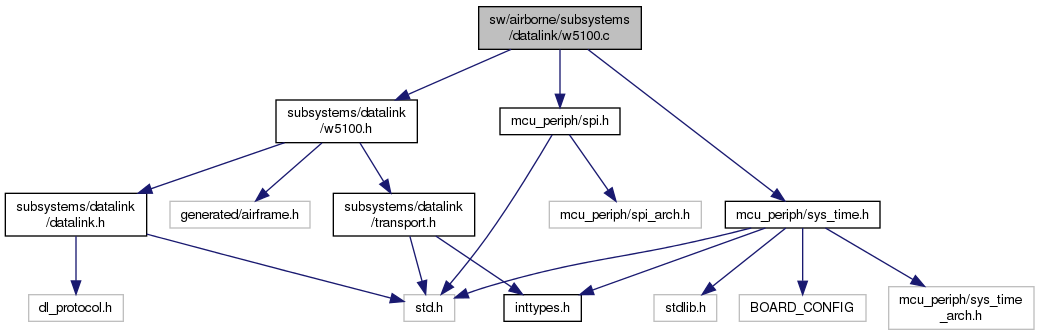 sw/airborne/subsystems
/datalink/w5100.c
subsystems/datalink
/w5100.h
mcu_periph/spi.h
subsystems/datalink
/datalink.h
generated/airframe.h
subsystems/datalink
/transport.h
mcu_periph/spi_arch.h
mcu_periph/sys_time.h
dl_protocol.h
std.h
inttypes.h
stdlib.h
BOARD_CONFIG
mcu_periph/sys_time
_arch.h